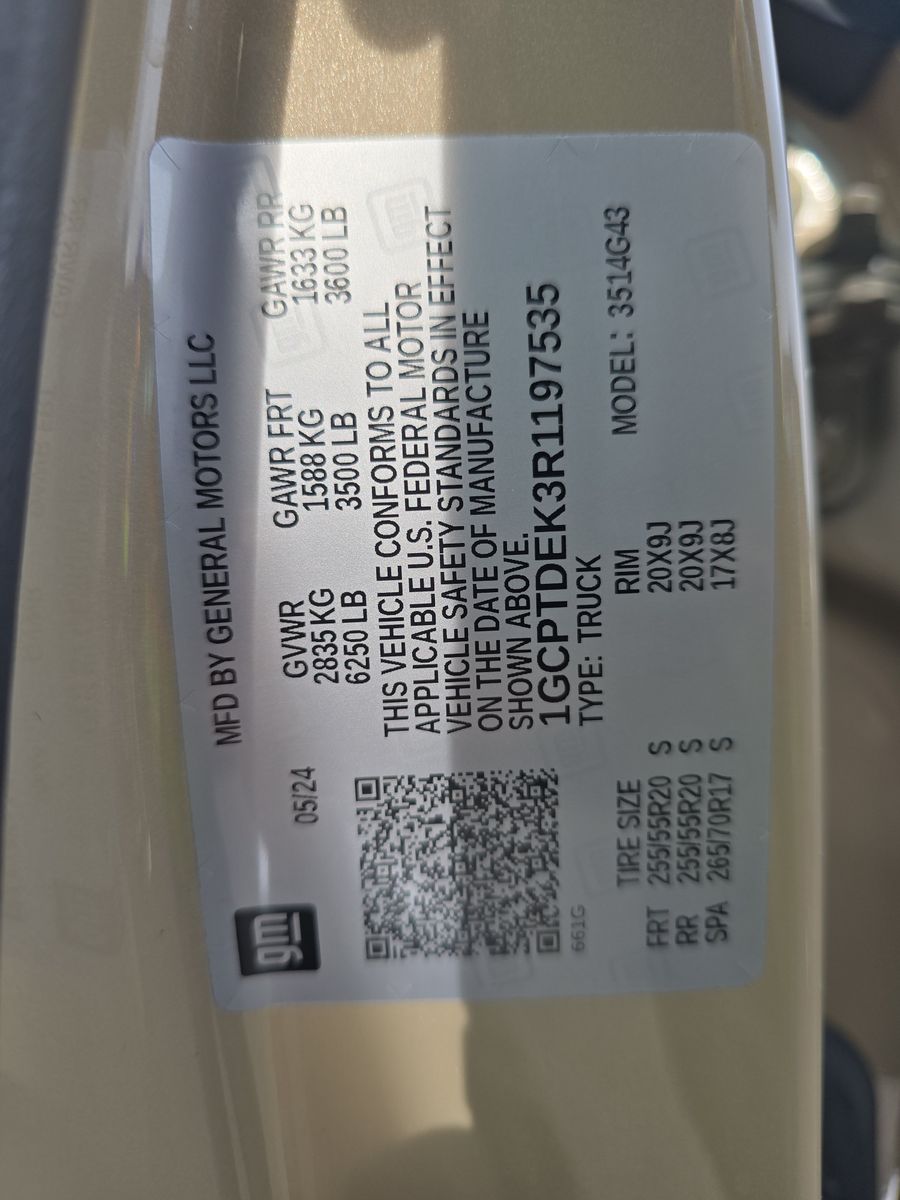 gm
MFD BY GENERAL MOTORS LLC
05/24
GVWR GAWR FRT GAWR RR
2835 KG 1588 KG 1633 KG
6250 LB 3500 LB 3600 LB
THIS VEHICLE CONFORMS TO ALL
APPLICABLE U.S. FEDERAL MOTOR
VEHICLE SAFETY STANDARDS IN EFFECT
ON THE DATE OF MANUFACTURE
SHOWN ABOVE.
1GCPTDEK3R1197535
TYPE: TRUCK MODEL: 3514G43
661G
TIRE SIZE RIM
FRT 255/55R20 S 20X9J
RR 255/55R20 S 20X9J
SPA 265/70R17 S 17X8J